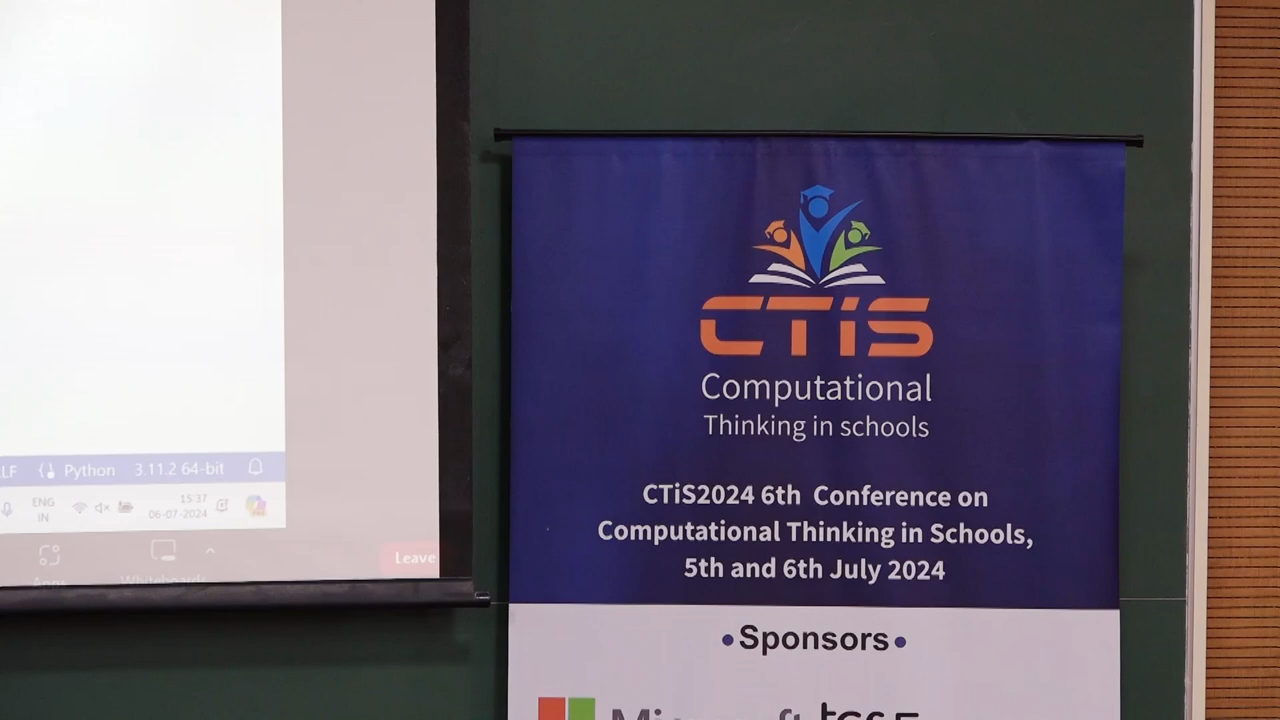 LF Python 3.11.2 64-bit
ENG
IN
15:37
06-07-2024
Leave
CTiS
Computational
Thinking in schools
CTiS2024 6th Conference on
Computational Thinking in Schools,
5th and 6th July 2024
•Sponsors•
Microsoft